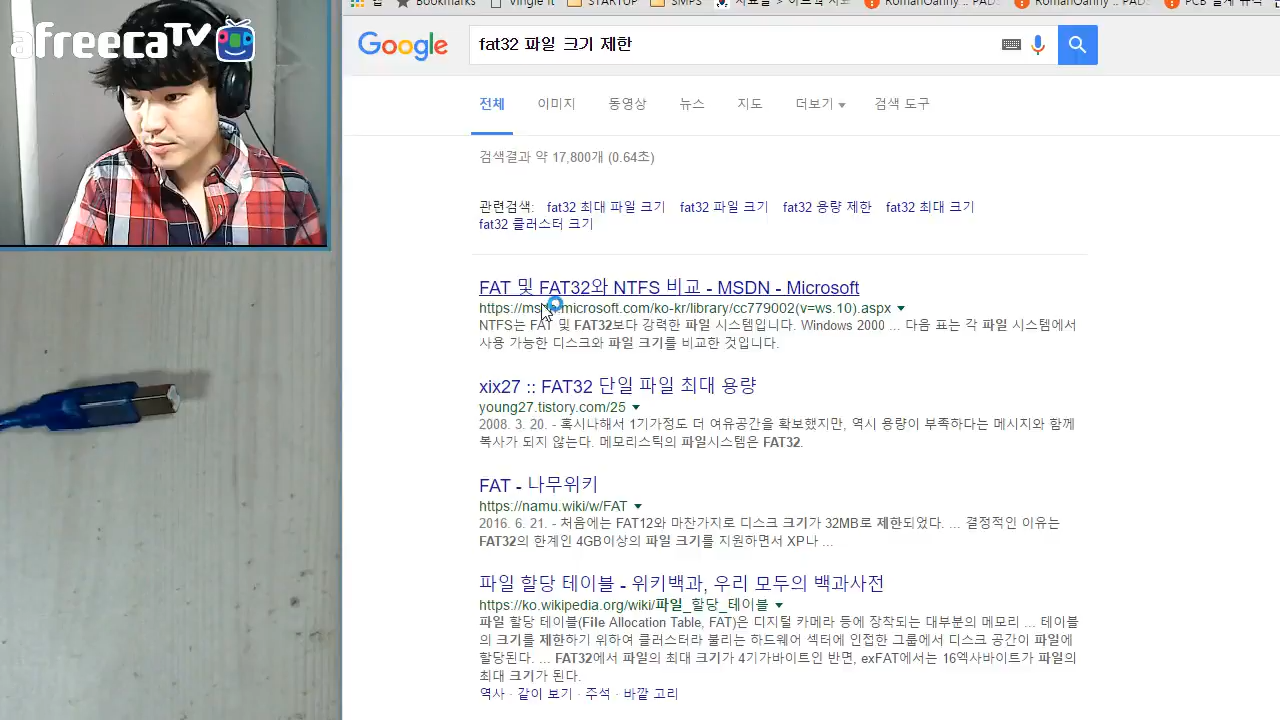 afreecaTV
Bookmarks
Vingle It
STARTUP
SMPS
RomanOanny .. PADS
RomanOanny .. PADS
Google
fat32 파일 크기 제한
전체 이미지 동영상 뉴스 지도 더보기 검색 도구
검색결과 약 17,800개 (0.64초)
관련검색: fat32 최대 파일 크기 fat32 파일 크기 fat32 용량 제한 fat32 최대 크기
fat32 클러스터 크기
FAT 및 FAT32와 NTFS 비교 - MSDN - Microsoft
microsoft.com/ko-kr/library/cc779002(v=ws.10).aspx
NTFS는 FAT 및 FAT32보다 강력한 파일 시스템입니다. Windows 2000 ... 다음 표는 각 파일 시스템에서
사용 가능한 디스크와 파일 크기를 비교한 것입니다.
xix27 :: FAT32 단일 파일 최대 용량
young27.tistory.com/25
2008. 3. 20. - 혹시나해서 1기가정도 더 여유공간을 확보했지만, 역시 용량이 부족하다는 메시지와 함께
복사가 되지 않는다. 메모리스틱의 파일시스템은 FAT32.
FAT - 나무위키
https://namu.wiki/w/FAT
2016. 6. 21. - 처음에는 FAT12와 마찬가지로 디스크 크기가 32MB로 제한되었다. ... 결정적인 이유는
FAT32의 한계인 4GB이상의 파일 크기를 지원하면서 XP나 ...
파일 할당 테이블 - 위키백과, 우리 모두의 백과사전
https://ko.wikipedia.org/wiki/파일_할당_테이블
파일 할당 테이블(File Allocation Table, FAT)은 디지털 카메라 등에 장착되는 대부분의 메모리 ... 테이블
의 크기를 제한하기 위하여 클러스터라 불리는 하드웨어 섹터에 인접한 그룹에서 디스크 공간이 파일에
할당된다. ... FAT32에서 파일의 최대 크기가 4기가바이트인 반면, exFAT에서는 16엑사바이트가 파일의
최대 크기가 된다.
역사 · 같이 보기 · 주석 · 바깥 고리